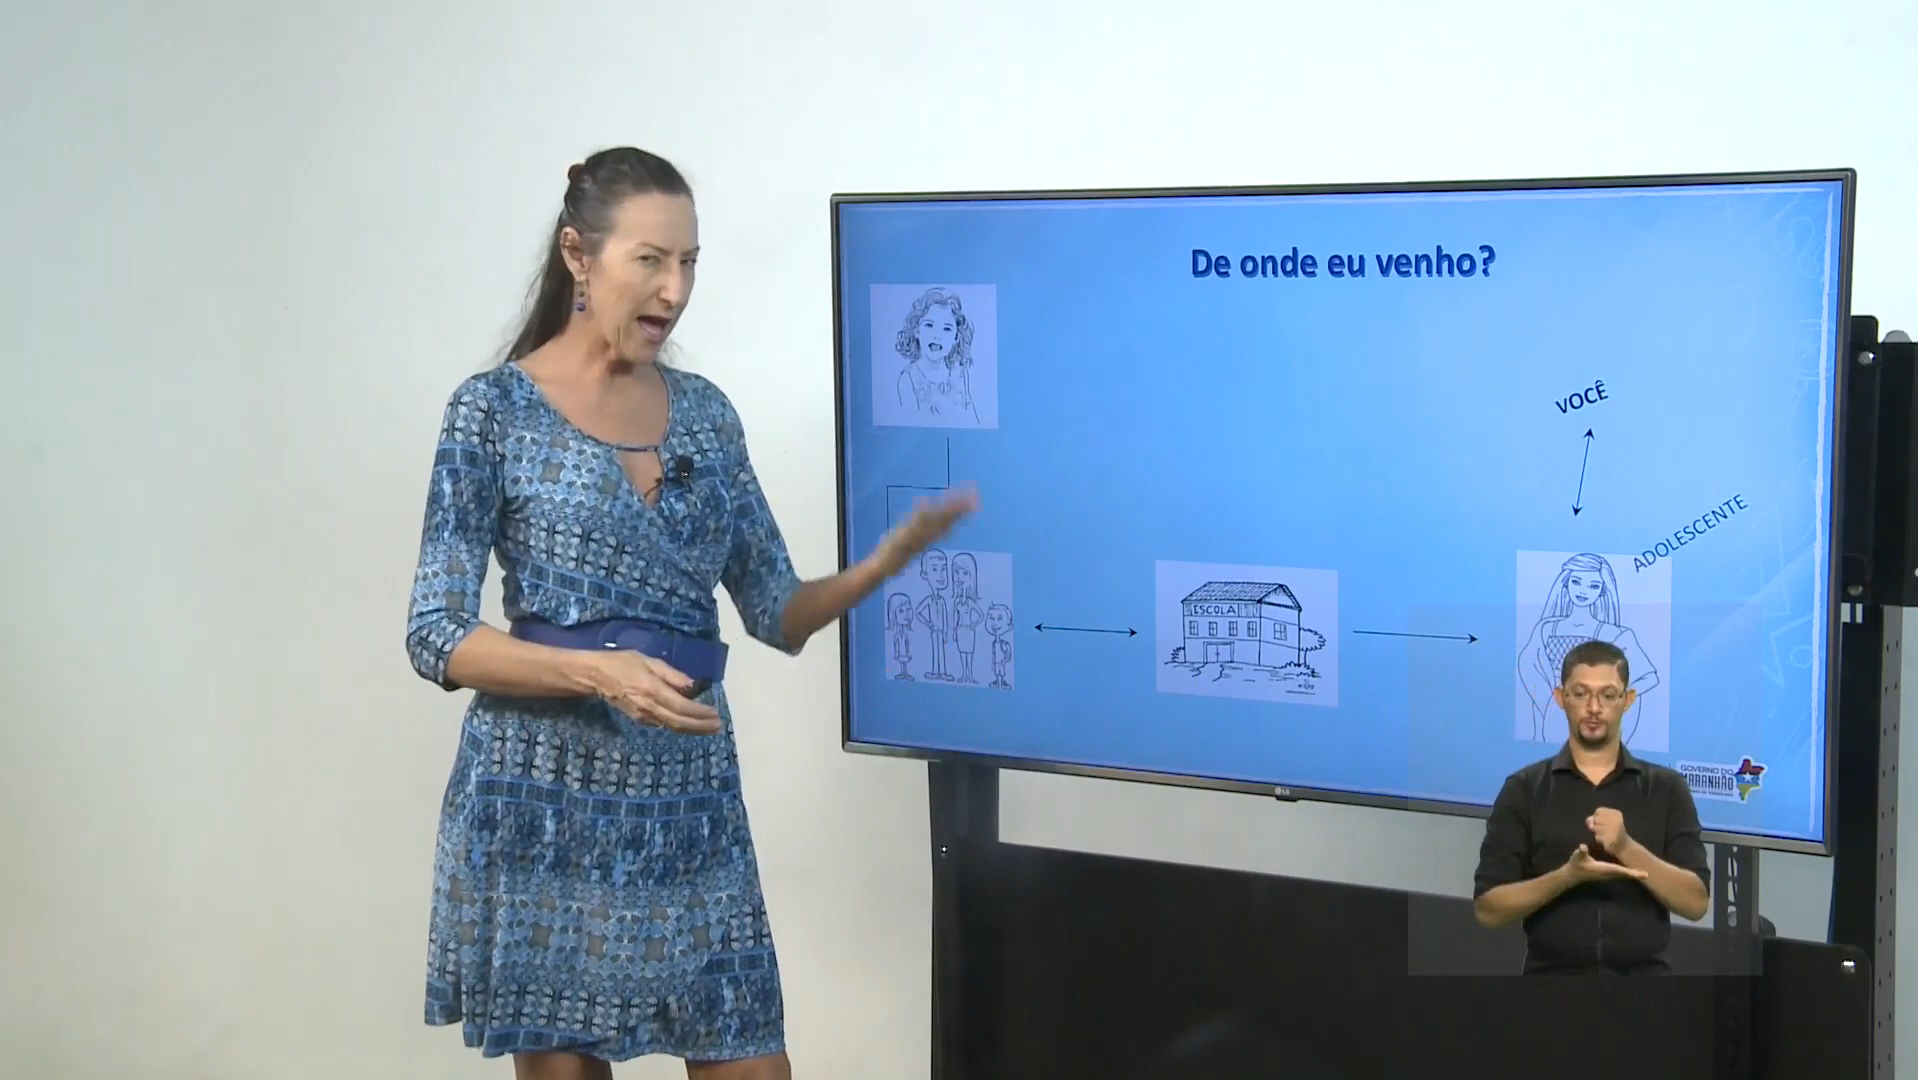 De onde eu venho?
VOCÊ
ADOLESCENTE
ESCOLA
GOVERNO DO
MARANHÃO
LG